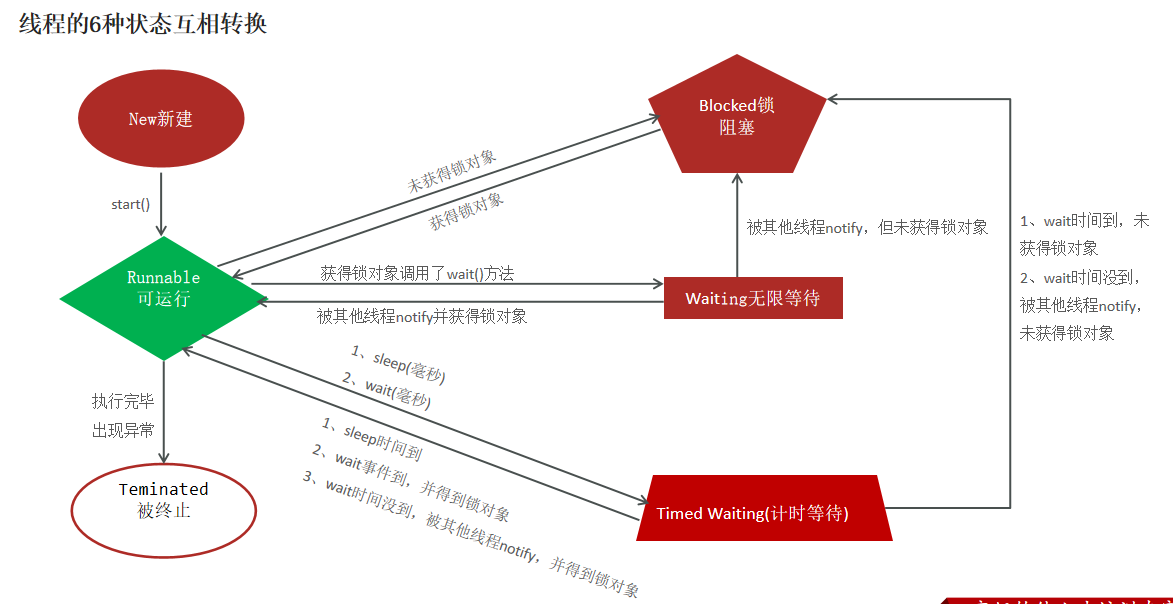 线程的6种状态互相转换
New新建
start()
Runnable
可运行
执行完毕
出现异常
Teminated
被终止
未获得锁对象
获得锁对象
获得锁对象调用了wait()方法
被其他线程notify并获得锁对象
1、sleep(毫秒)
2、wait(毫秒)
1、sleep时间到
2、wait事件到，并得到锁对象
3、wait时间没到，被其他线程notify，并得到锁对象
Blocked锁
阻塞
被其他线程notify，但未获得锁对象
Waiting无限等待
Timed Waiting(计时等待)
1、wait时间到，未
获得锁对象
2、wait时间没到，
被其他线程notify，
未获得锁对象